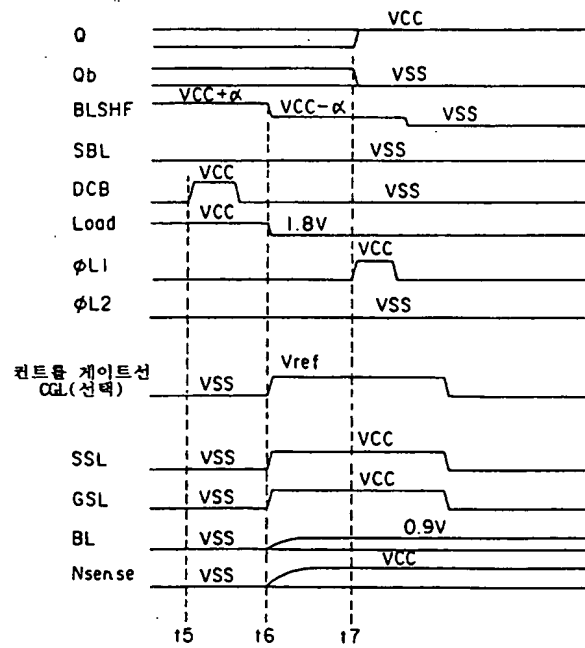 Q VCC
Qb VSS
BLSHF VCC+α VCC-α VSS
SBL VSS
DCB VCC VSS
Load VCC 1.8V
φL1 VCC
φL2 VSS
컨트롤 게이트선
CGL(선택) VSS Vref
SSL VSS VCC
GSL VSS VCC
BL VSS 0.9V
Nsense VSS VCC
t5 t6 t7